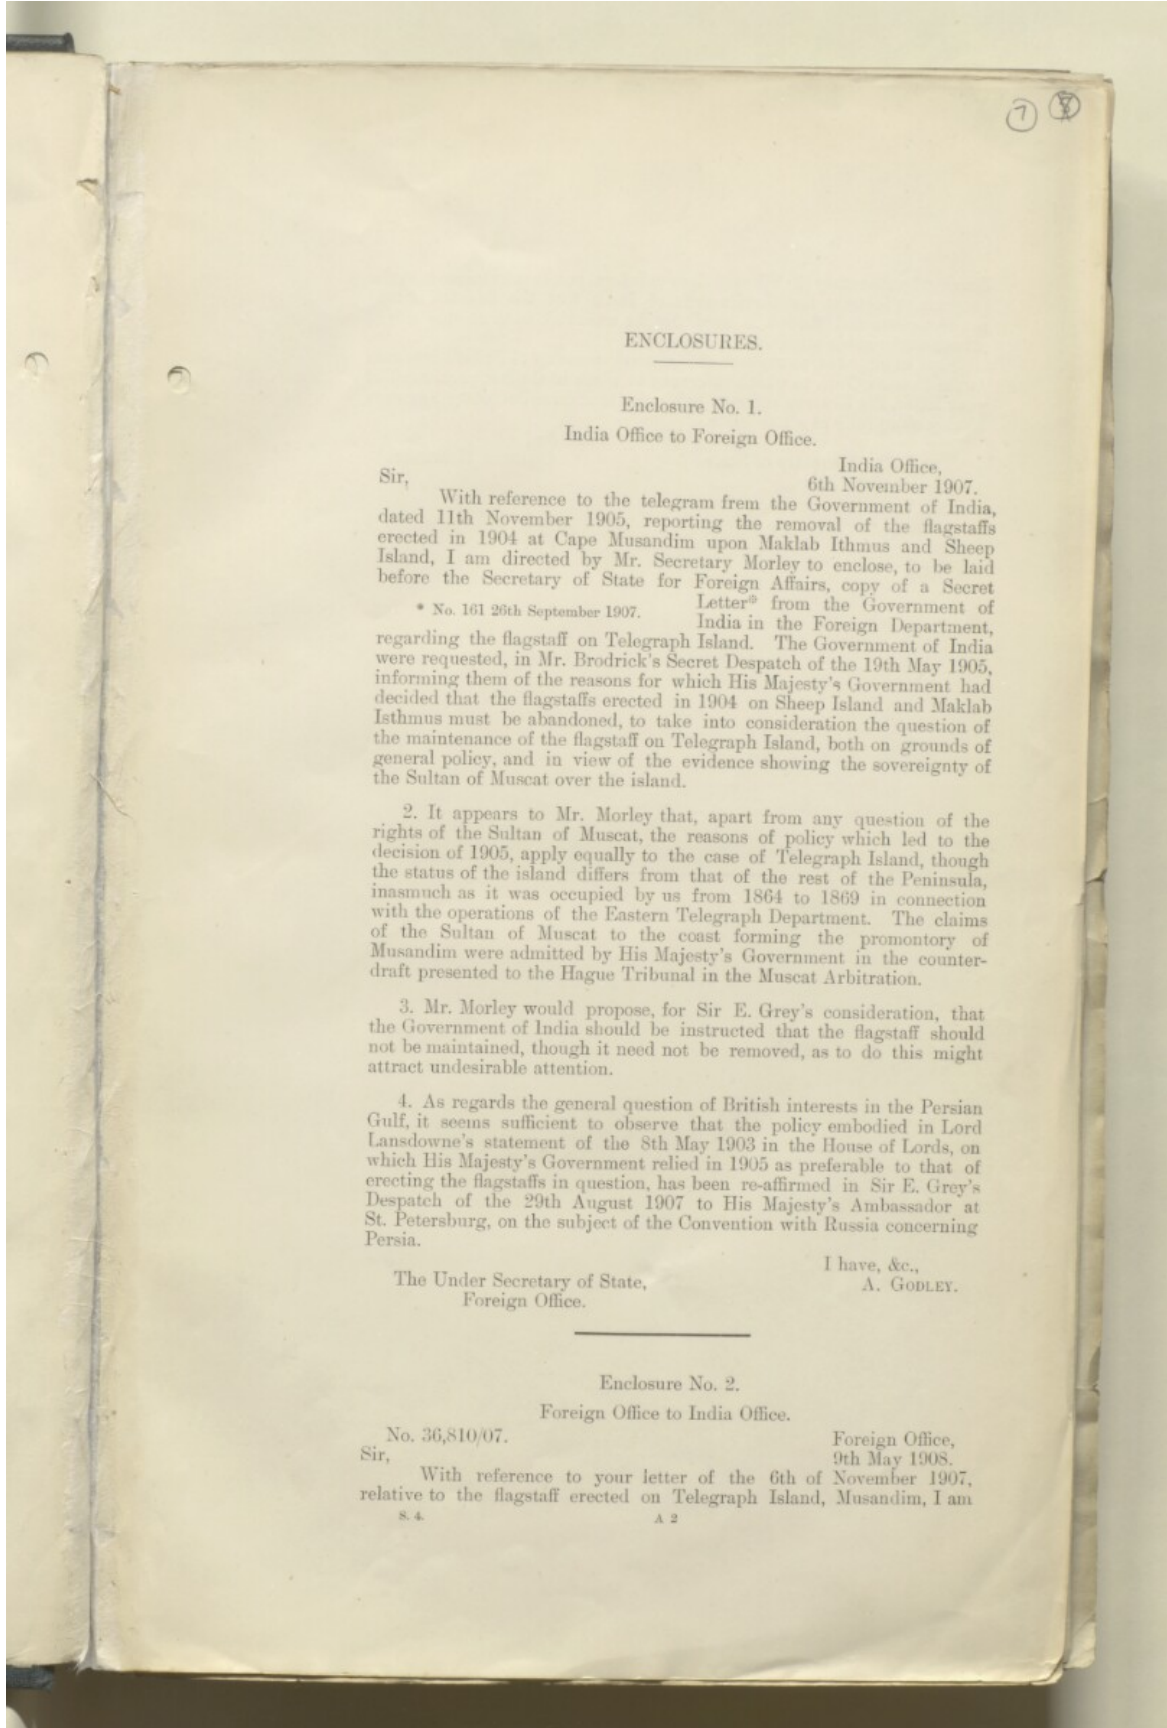 7 8
ENCLOSURES.
Enclosure No. 1.
India Office to Foreign Office.
India Office,
Sir,
6th November 1907.
With reference to the telegram frem the Government of India,
dated 11th November 1905, reporting the removal of the flagstaffs
erected in 1904 at Cape Musandim upon Maklab Ithmus and Sheep
Island, I am directed by Mr. Secretary Morley to enclose, to be laid
before the Secretary of State for Foreign Affairs, copy of a Secret
* No. 161 26th September 1907.
Letter* from the Government of
India in the Foreign Department,
regarding the flagstaff on Telegraph Island. The Government of India
were requested, in Mr. Brodrick's Secret Despatch of the 19th May 1905,
informing them of the reasons for which His Majesty's Government had
decided that the flagstaffs erected in 1904 on Sheep Island and Maklab
Isthmus must be abandoned, to take into consideration the question of
the maintenance of the flagstaff on Telegraph Island, both on grounds of
general policy, and in view of the evidence showing the sovereignty of
the Sultan of Muscat over the island.
2. It appears to Mr. Morley that, apart from any question of the
rights of the Sultan of Muscat, the reasons of policy which led to the
decision of 1905, apply equally to the case of Telegraph Island, though
the status of the island differs from that of the rest of the Peninsula,
inasmuch as it was occupied by us from 1864 to 1869 in connection
with the operations of the Eastern Telegraph Department. The claims
of the Sultan of Muscat to the coast forming the promontory of
Musandim were admitted by His Majesty's Government in the counter-
draft presented to the Hague Tribunal in the Muscat Arbitration.
3. Mr. Morley would propose, for Sir E. Grey's consideration, that
the Government of India should be instructed that the flagstaff should
not be maintained, though it need not be removed, as to do this might
attract undesirable attention.
4. As regards the general question of British interests in the Persian
Gulf, it seems sufficient to observe that the policy embodied in Lord
Lansdowne's statement of the 8th May 1903 in the House of Lords, on
which His Majesty's Government relied in 1905 as preferable to that of
erecting the flagstaffs in question, has been re-affirmed in Sir E. Grey's
Despatch of the 29th August 1907 to His Majesty's Ambassador at
St. Petersburg, on the subject of the Convention with Russia concerning
Persia.
I have, &c.,
The Under Secretary of State,
A. GODLEY.
Foreign Office.
Enclosure No. 2.
Foreign Office to India Office.
No. 36,810/07.
Foreign Office,
Sir,
9th May 1908.
With reference to your letter of the 6th of November 1907,
relative to the flagstaff erected on Telegraph Island, Musandim, I am
S. 4.
A 2